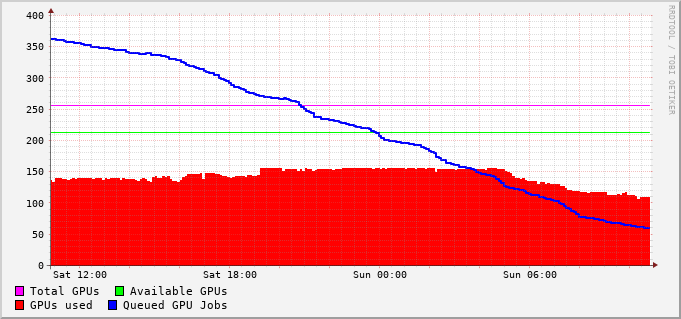 400
350
300
250
200
150
100
50
0
Sat 12:00 Sat 18:00 Sun 00:00 Sun 06:00
Total GPUs Available GPUs
GPUs used Queued GPU Jobs
RRDTOOL / TOBI OETIKER